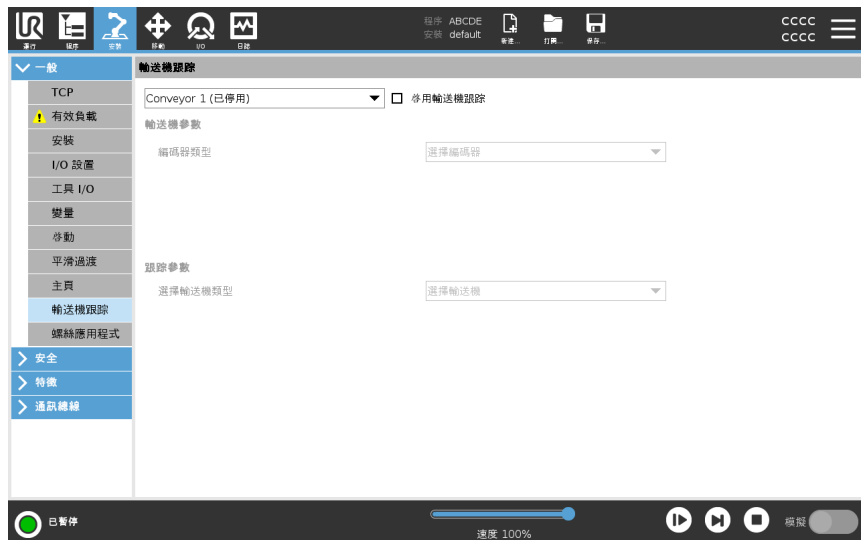 UR
運行 程序 安裝 移動 I/O 日誌
程序 ABCDE
安裝 default
新建... 打開... 保存...
CCCC
CCCC
一般
TCP
有效負載
安裝
I/O 設置
工具 I/O
變量
啓動
平滑過渡
主頁
輸送機跟踪
螺絲應用程式
安全
特徵
通訊總線
輸送機跟踪
Conveyor 1 (已停用)
啓用輸送機跟踪
輸送機參數
編碼器類型
選擇編碼器
跟踪參數
選擇輸送機類型
選擇輸送機
已暫停
速度 100%
模擬